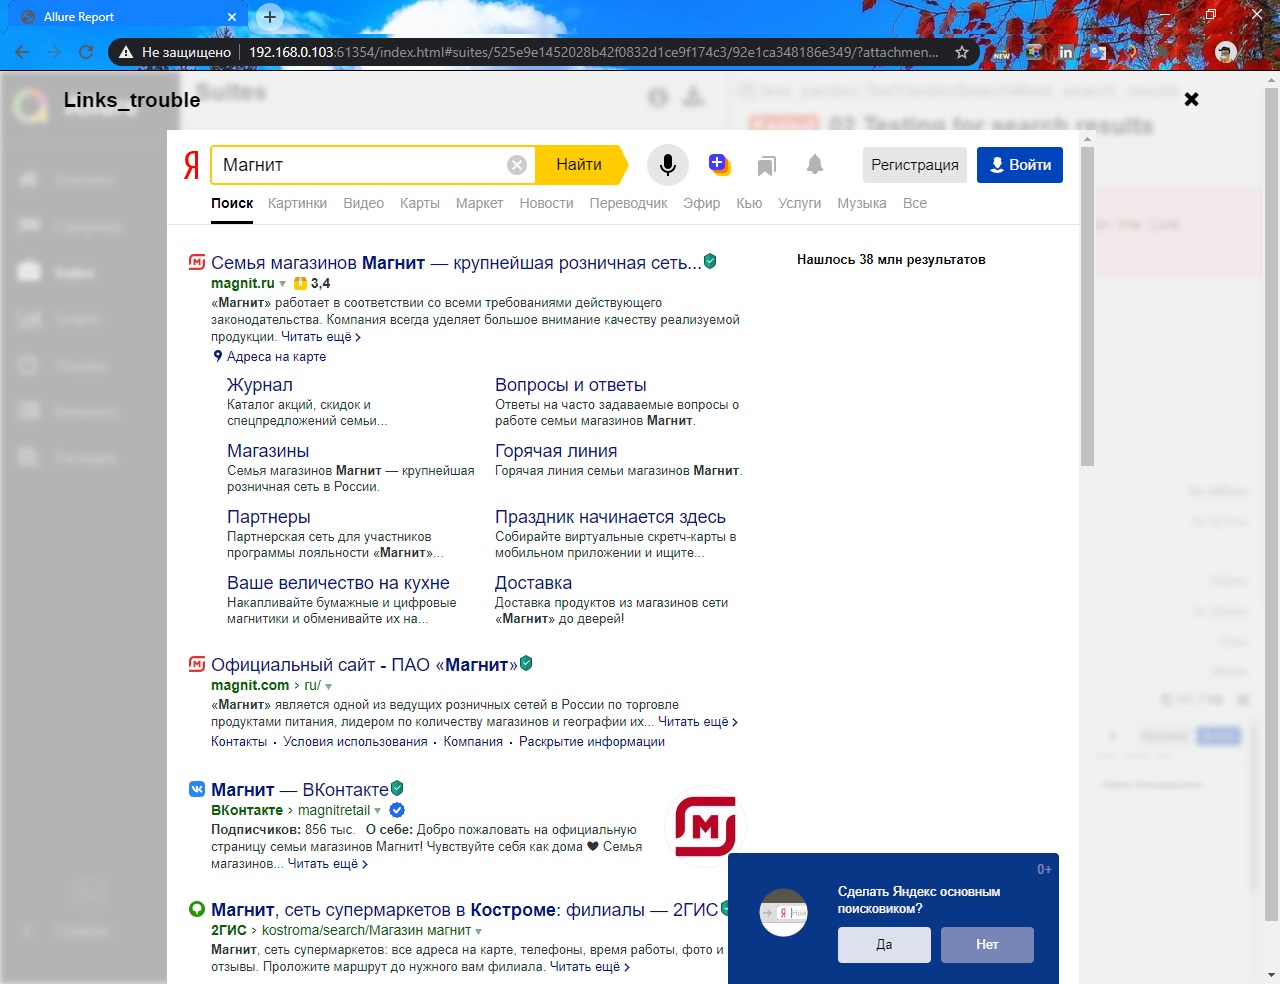 Allure Report
Не защищено
192.168.0.103:61354/index.html#suites/525e9e1452028b42f0832d1ce9f174c3/92e1ca348186e349/?attachmen...
NEW
Links_trouble
Suites
02 Testing for search results
Я
Магнит
Найти
Регистрация
Войти
Поиск Картинки Видео Карты Маркет Новости Переводчик Эфир Кью Услуги Музыка Все
Семья магазинов Магнит — крупнейшая розничная сеть...
Нашлось 38 млн результатов
magnit.ru 3,4
«Магнит» работает в соответствии со всеми требованиями действующего
законодательства. Компания всегда уделяет большое внимание качеству реализуемой
продукции. Читать ещё ›
Адреса на карте
Журнал
Каталог акций, скидок и
спецпредложений семьи...
Вопросы и ответы
Ответы на часто задаваемые вопросы о
работе семьи магазинов Магнит.
Магазины
Семья магазинов Магнит — крупнейшая
розничная сеть в России.
Горячая линия
Горячая линия семьи магазинов Магнит.
Партнеры
Партнерская сеть для участников
программы лояльности «Магнит»...
Праздник начинается здесь
Собирайте виртуальные скретч-карты в
мобильном приложении и ищите...
Ваше величество на кухне
Накапливайте бумажные и цифровые
магнитики и обменивайте их на...
Доставка
Доставка продуктов из магазинов сети
«Магнит» до дверей!
Официальный сайт - ПАО «Магнит»
magnit.com › ru/
«Магнит» является одной из ведущих розничных сетей в России по торговле
продуктами питания, лидером по количеству магазинов и географии их... Читать ещё ›
Контакты · Условия использования · Компания · Раскрытие информации
Магнит — ВКонтакте
ВКонтакте › magnitretail
Подписчиков: 856 тыс. О себе: Добро пожаловать на официальную
страницу семьи магазинов Магнит! Чувствуйте себя как дома ♥ Семья
магазинов... Читать ещё ›
Магнит, сеть супермаркетов в Костроме: филиалы — 2ГИС
2ГИС › kostroma/search/Магазин магнит
Магнит, сеть супермаркетов: все адреса на карте, телефоны, время работы, фото и
отзывы. Проложите маршрут до нужного вам филиала. Читать ещё ›
0+
Сделать Яндекс основным
поисковиком?
Да
Нет